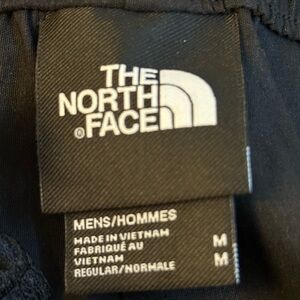 THE
NORTH
®FACE
MENS/HOMMES
MADE IN VIETNAM M
FABRIQUÉ AU
VIETNAM M
REGULAR/NORMALE